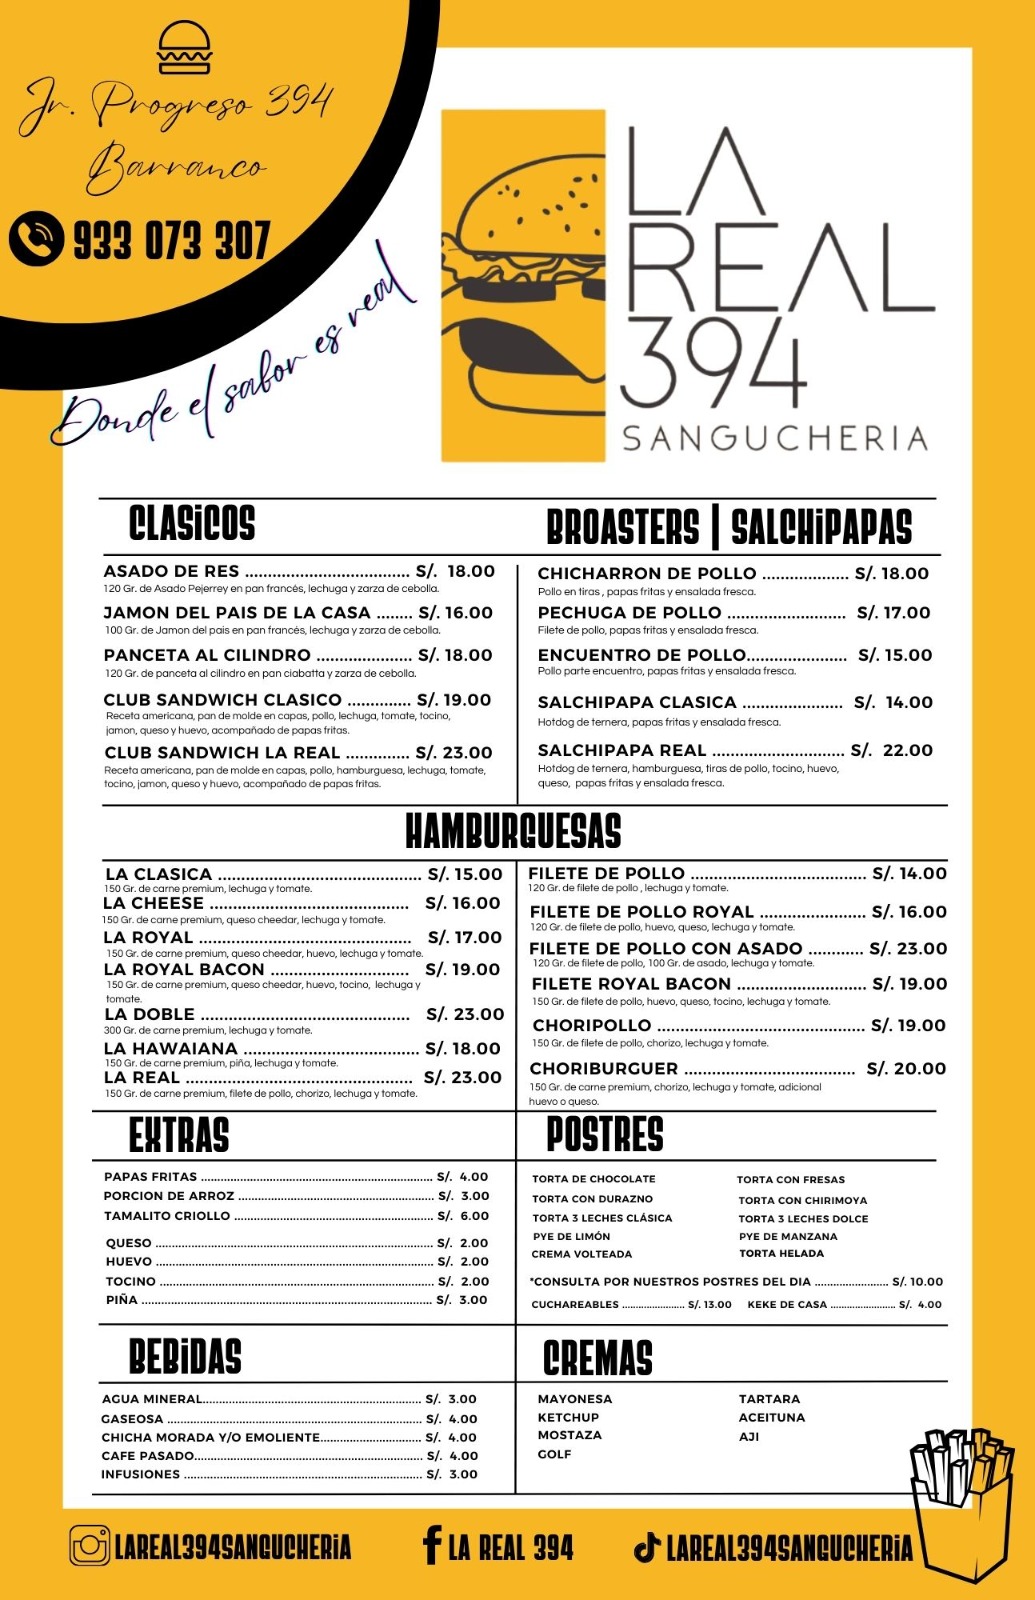 Jr. Progreso 394
Barranco
933 073 307
Donde el sabor es real
LA
REAL
394
SANGUCHERIA
CLASiCOS
ASADO DE RES .................................... S/. 18.00
120 Gr. de Asado Pejerrey en pan francés, lechuga y zarza de cebolla.
JAMON DEL PAIS DE LA CASA ........ S/. 16.00
100 Gr. de Jamon del pais en pan francés, lechuga y zarza de cebolla.
PANCETA AL CILINDRO ..................... S/. 18.00
120 Gr. de panceta al cilindro en pan ciabatta y zarza de cebolla.
CLUB SANDWICH CLASICO .............. S/. 19.00
Receta americana, pan de molde en capas, pollo, lechuga, tomate, tocino,
jamon, queso y huevo, acompañado de papas fritas.
CLUB SANDWICH LA REAL .............. S/. 23.00
Receta americana, pan de molde en capas, pollo, hamburguesa, lechuga, tomate,
tocino, jamon, queso y huevo, acompañado de papas fritas.
BROASTERS | SALCHiPAPAS
CHICHARRON DE POLLO ................... S/. 18.00
Pollo en tiras , papas fritas y ensalada fresca.
PECHUGA DE POLLO .......................... S/. 17.00
Filete de pollo, papas fritas y ensalada fresca.
ENCUENTRO DE POLLO...................... S/. 15.00
Pollo parte encuentro, papas fritas y ensalada fresca.
SALCHIPAPA CLASICA ...................... S/. 14.00
Hotdog de ternera, papas fritas y ensalada fresca.
SALCHIPAPA REAL ............................. S/. 22.00
Hotdog de ternera, hamburguesa, tiras de pollo, tocino, huevo,
queso, papas fritas y ensalada fresca.
HAMBURGUESAS
LA CLASICA ............................................. S/. 15.00
150 Gr. de carne premium, lechuga y tomate.
LA CHEESE ............................................ S/. 16.00
150 Gr. de carne premium, queso cheedar, lechuga y tomate.
LA ROYAL ............................................... S/. 17.00
150 Gr. de carne premium, queso cheedar, huevo, lechuga y tomate.
LA ROYAL BACON ............................... S/. 19.00
150 Gr. de carne premium, queso cheedar, huevo, tocino, lechuga y
tomate.
LA DOBLE .............................................. S/. 23.00
300 Gr. de carne premium, lechuga y tomate.
LA HAWAIANA ....................................... S/. 18.00
150 Gr. de carne premium, piña, lechuga y tomate.
LA REAL .................................................. S/. 23.00
150 Gr. de carne premium, filete de pollo, chorizo, lechuga y tomate.
FILETE DE POLLO ...................................... S/. 14.00
120 Gr. de filete de pollo , lechuga y tomate.
FILETE DE POLLO ROYAL ....................... S/. 16.00
120 Gr. de filete de pollo, huevo, queso, lechuga y tomate.
FILETE DE POLLO CON ASADO ............ S/. 23.00
120 Gr. de filete de pollo, 100 Gr. de asado, lechuga y tomate.
FILETE ROYAL BACON ............................ S/. 19.00
150 Gr. de filete de pollo, huevo, queso, tocino, lechuga y tomate.
CHORIPOLLO .............................................. S/. 19.00
150 Gr. de filete de pollo, chorizo, lechuga y tomate.
CHORIBURGUER ...................................... S/. 20.00
150 Gr. de carne premium, chorizo, lechuga y tomate, adicional
huevo o queso.
EXTRAS
PAPAS FRITAS ...................................................................... S/. 4.00
PORCION DE ARROZ ........................................................... S/. 3.00
TAMALITO CRIOLLO ............................................................ S/. 6.00
QUESO .................................................................................... S/. 2.00
HUEVO .................................................................................... S/. 2.00
TOCINO ................................................................................... S/. 2.00
PIÑA ........................................................................................ S/. 3.00
POSTRES
TORTA DE CHOCOLATE TORTA CON FRESAS
TORTA CON DURAZNO TORTA CON CHIRIMOYA
TORTA 3 LECHES CLÁSICA TORTA 3 LECHES DOLCE
PYE DE LIMÓN PYE DE MANZANA
CREMA VOLTEADA TORTA HELADA
*CONSULTA POR NUESTROS POSTRES DEL DIA ...................... S/. 10.00
CUCHAREABLES ....................... S/. 13.00 KEKE DE CASA ........................ S/. 4.00
BEBiDAS
AGUA MINERAL.................................................................. S/. 3.00
GASEOSA ............................................................................. S/. 4.00
CHICHA MORADA Y/O EMOLIENTE............................... S/. 4.00
CAFE PASADO..................................................................... S/. 4.00
INFUSIONES ........................................................................ S/. 3.00
CREMAS
MAYONESA TARTARA
KETCHUP ACEITUNA
MOSTAZA AJI
GOLF
LAREAL394SANGUCHERiA
LA REAL 394
LAREAL394SANGUCHERiA